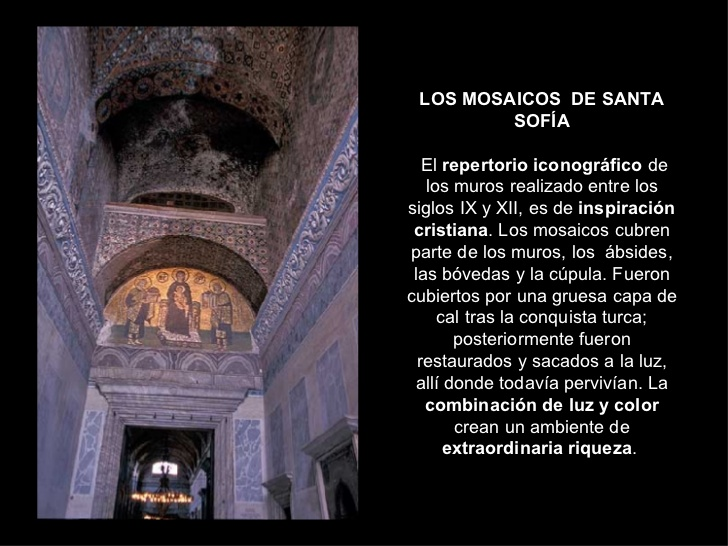 LOS MOSAICOS DE SANTA
SOFÍA
El repertorio iconográfico de
los muros realizado entre los
siglos IX y XII, es de inspiración
cristiana. Los mosaicos cubren
parte de los muros, los ábsides,
las bóvedas y la cúpula. Fueron
cubiertos por una gruesa capa de
cal tras la conquista turca;
posteriormente fueron
restaurados y sacados a la luz,
allí donde todavía pervivían. La
combinación de luz y color
crean un ambiente de
extraordinaria riqueza.